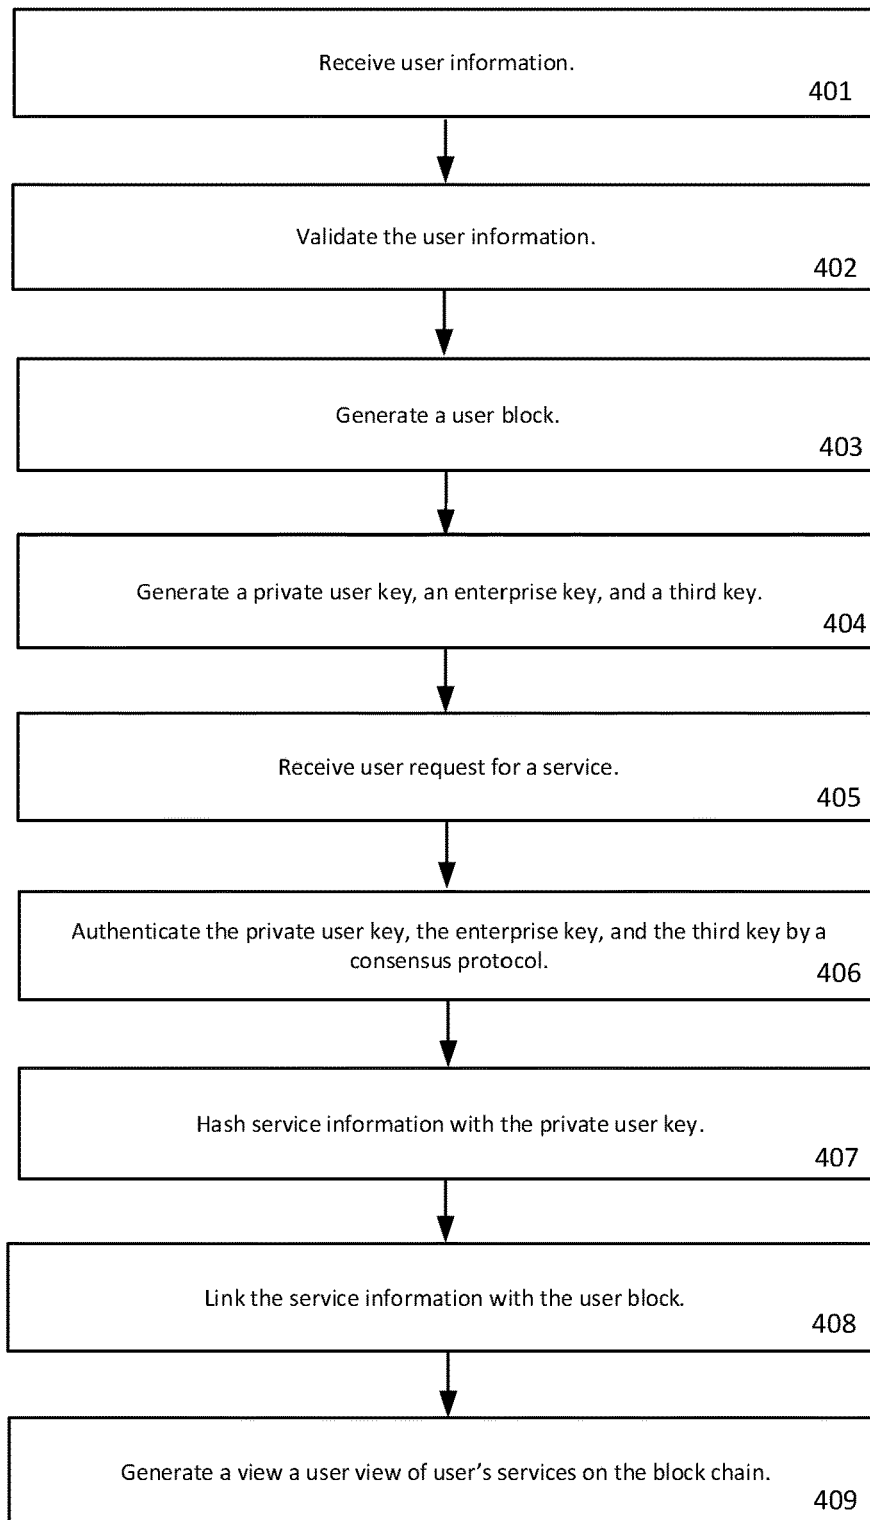 Receive user information.
401
Validate the user information.
402
Generate a user block.
403
Generate a private user key, an enterprise key, and a third key.
404
Receive user request for a service.
405
Authenticate the private user key, the enterprise key, and the third key by a
consensus protocol.
406
Hash service information with the private user key.
407
Link the service information with the user block.
408
Generate a view a user view of user’s services on the block chain.
409